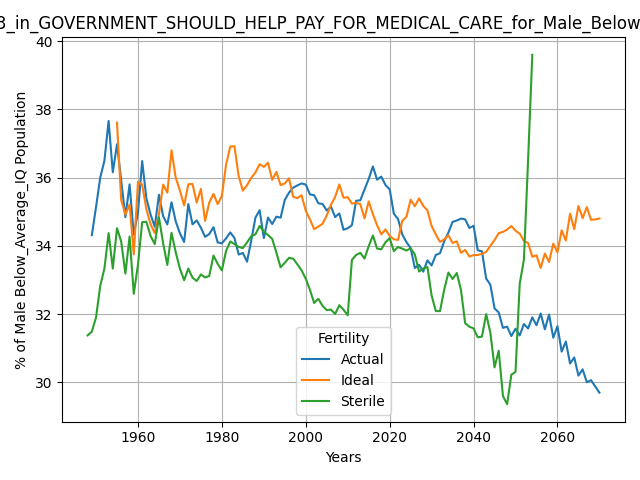 3_in_GOVERNMENT_SHOULD_HELP_PAY_FOR_MEDICAL_CARE_for_Male_Below
40
38
36
34
32
30
% of Male Below_Average_IQ Population
Fertility
Actual
Ideal
Sterile
1960 1980 2000 2020 2040 2060
Years